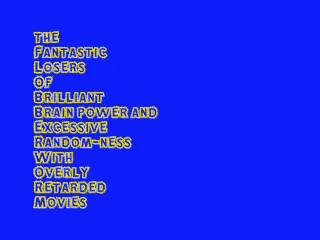 THE
FANTASTIC
LOSERS
OF
BRILLIANT
BRAIN POWER AND
EXCESSIVE
RANDOM-NESS
WITH
OVERLY
RETARDED
MOVIES